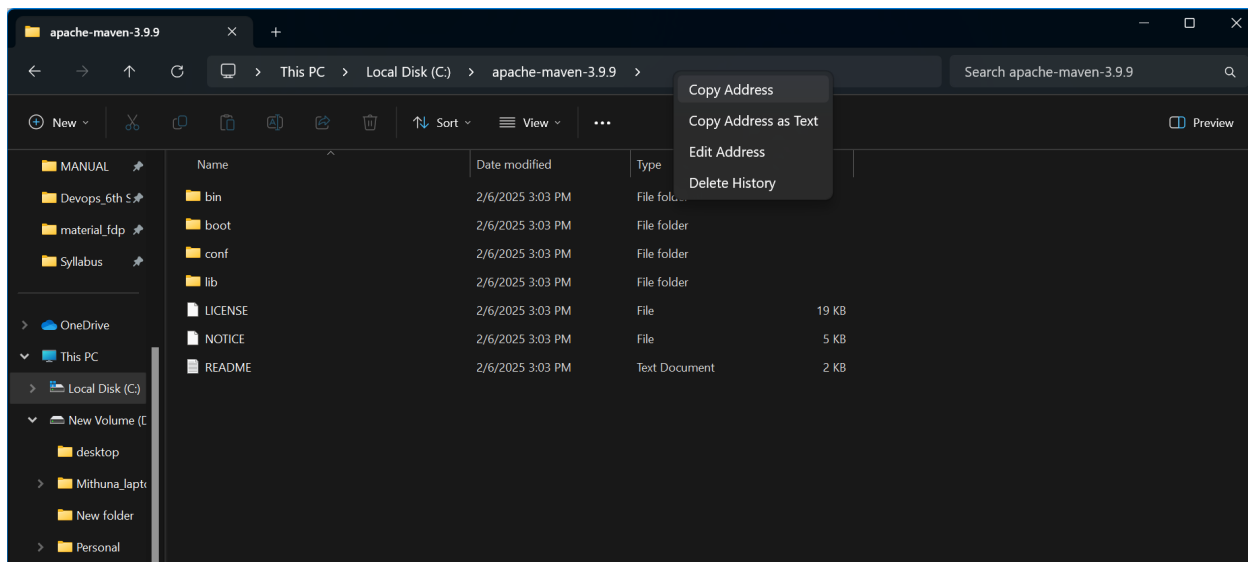 apache-maven-3.9.9
This PC > Local Disk (C:) > apache-maven-3.9.9 >
Search apache-maven-3.9.9
New
Sort
View
Preview
Copy Address
Copy Address as Text
Edit Address
Delete History
MANUAL
Devops_6th S
material_fdp
Syllabus
OneDrive
This PC
Local Disk (C:)
New Volume (D
desktop
Mithuna_lapto
New folder
Personal
Name Date modified Type
bin 2/6/2025 3:03 PM File folder
boot 2/6/2025 3:03 PM File folder
conf 2/6/2025 3:03 PM File folder
lib 2/6/2025 3:03 PM File folder
LICENSE 2/6/2025 3:03 PM File 19 KB
NOTICE 2/6/2025 3:03 PM File 5 KB
README 2/6/2025 3:03 PM Text Document 2 KB